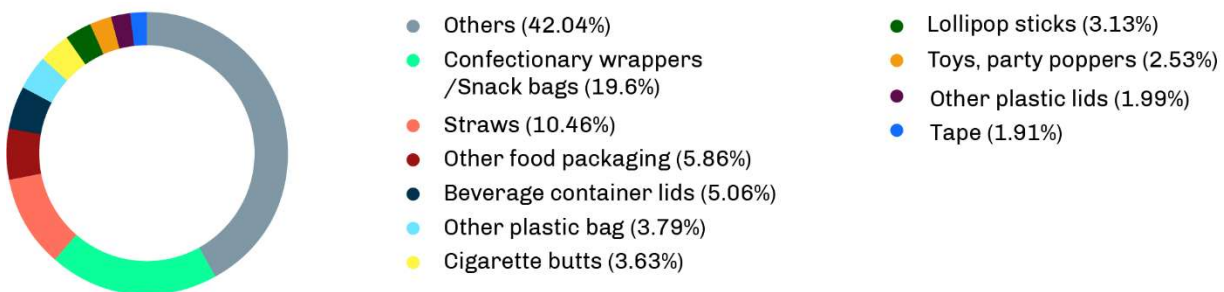 Others (42.04%)
Confectionary wrappers
/Snack bags (19.6%)
Straws (10.46%)
Other food packaging (5.86%)
Beverage container lids (5.06%)
Other plastic bag (3.79%)
Cigarette butts (3.63%)
Lollipop sticks (3.13%)
Toys, party poppers (2.53%)
Other plastic lids (1.99%)
Tape (1.91%)